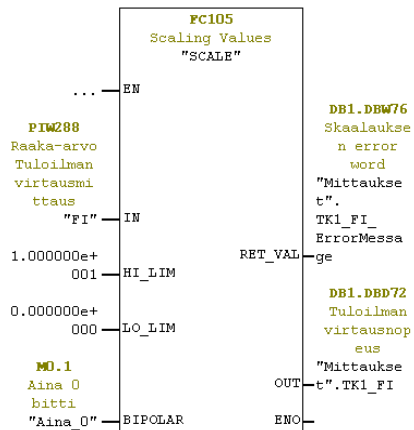 FC105
Scaling Values
"SCALE"
... EN
PIW288
Raaka-arvo
Tuloilman
virtausmi
ttaus
"FI" IN
1.000000e+
001 HI_LIM
0.000000e+
000 LO_LIM
M0.1
Aina 0
bitti
"Aina_0" BIPOLAR
DB1.DBW76
Skaalaukse
n error
word
"Mittaukse
t".
TK1_FI_
ErrorMessa
RET_VAL ge
DB1.DBD72
Tuloilman
virtausnop
eus
"Mittaukse
OUT t".TK1_FI
ENO